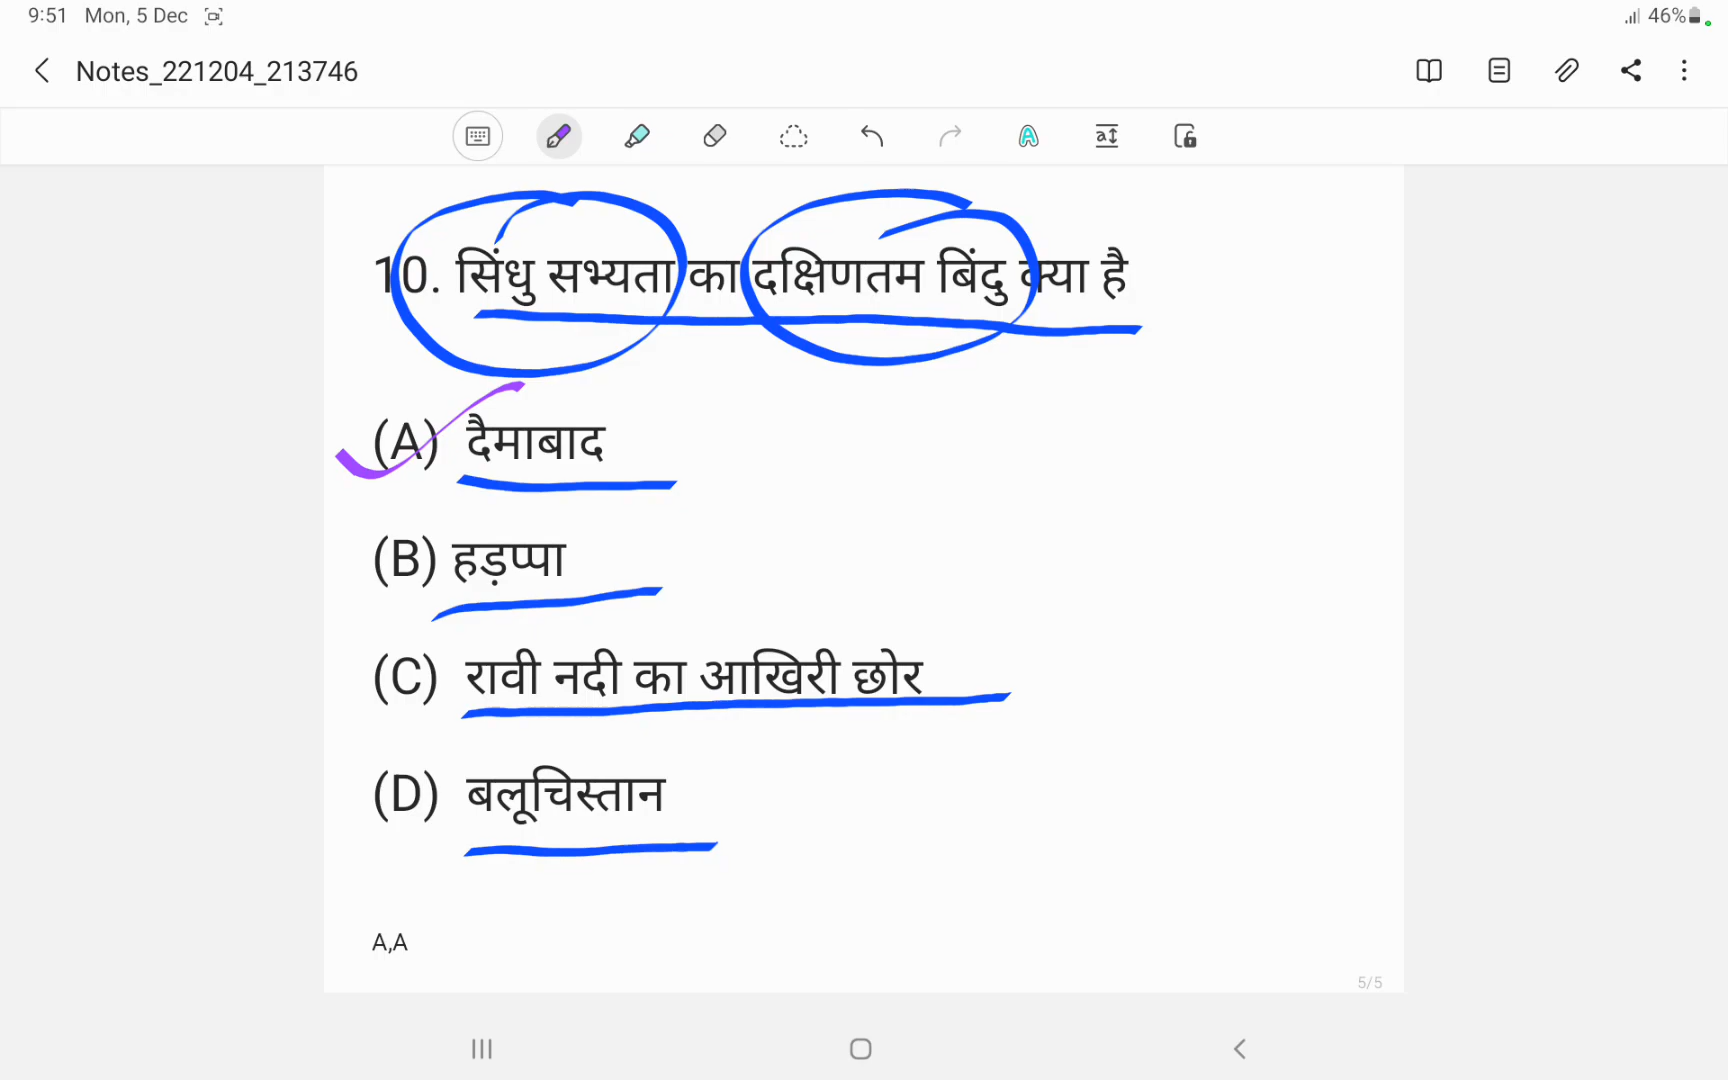 9:51 Mon, 5 Dec 46%
Notes_221204_213746
10. सिंधु सभ्यता का दक्षिणतम बिंदु क्या है
(A) दैमाबाद
(B) हड़प्पा
(C) रावी नदी का आखिरी छोर
(D) बलूचिस्तान
A,A
5/5